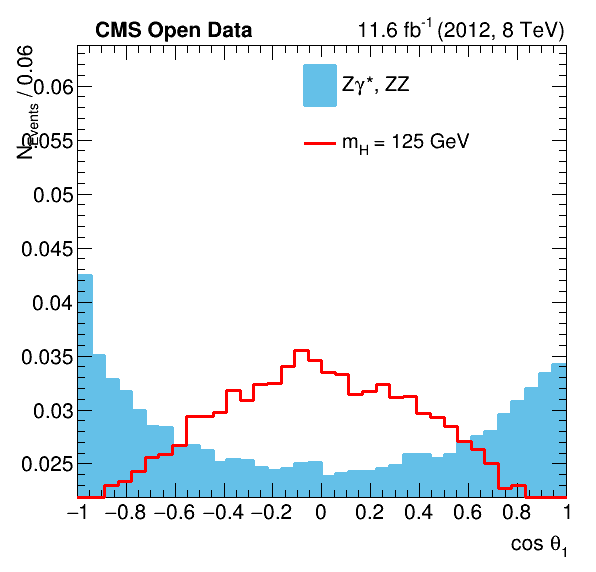 CMS Open Data 11.6 fb⁻¹ (2012, 8 TeV)
N_Events / 0.06
Zγ*, ZZ
m_H = 125 GeV
0.06
0.055
0.05
0.045
0.04
0.035
0.03
0.025
−1 −0.8 −0.6 −0.4 −0.2 0 0.2 0.4 0.6 0.8 1
cos θ₁